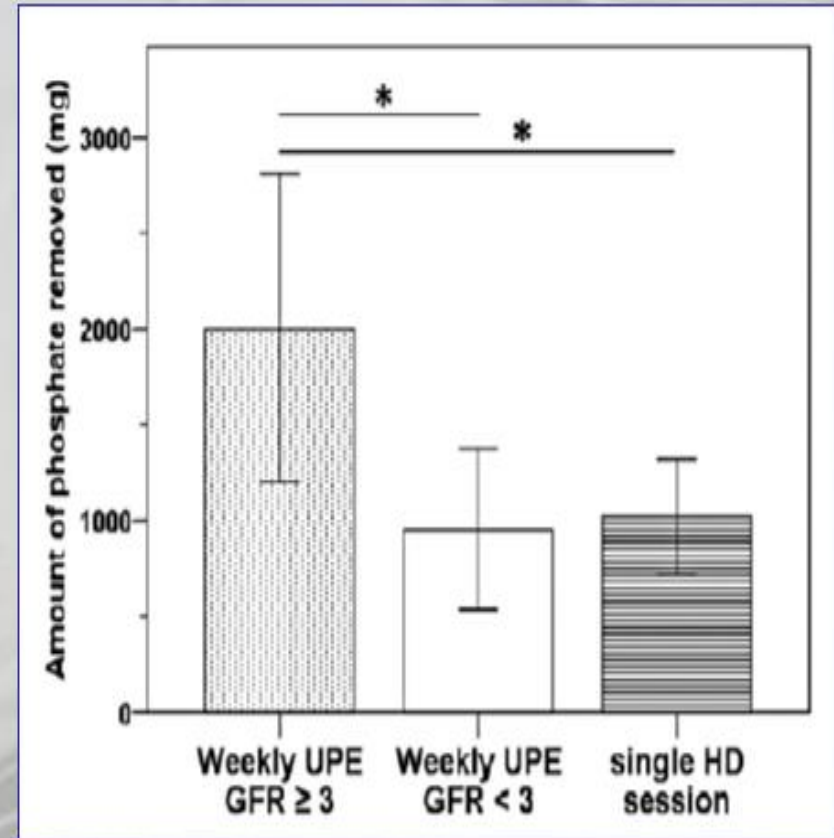 Amount of phosphate removed (mg)
3000
2000
1000
0
*
*
Weekly UPE
GFR ≥ 3
Weekly UPE
GFR < 3
single HD
session